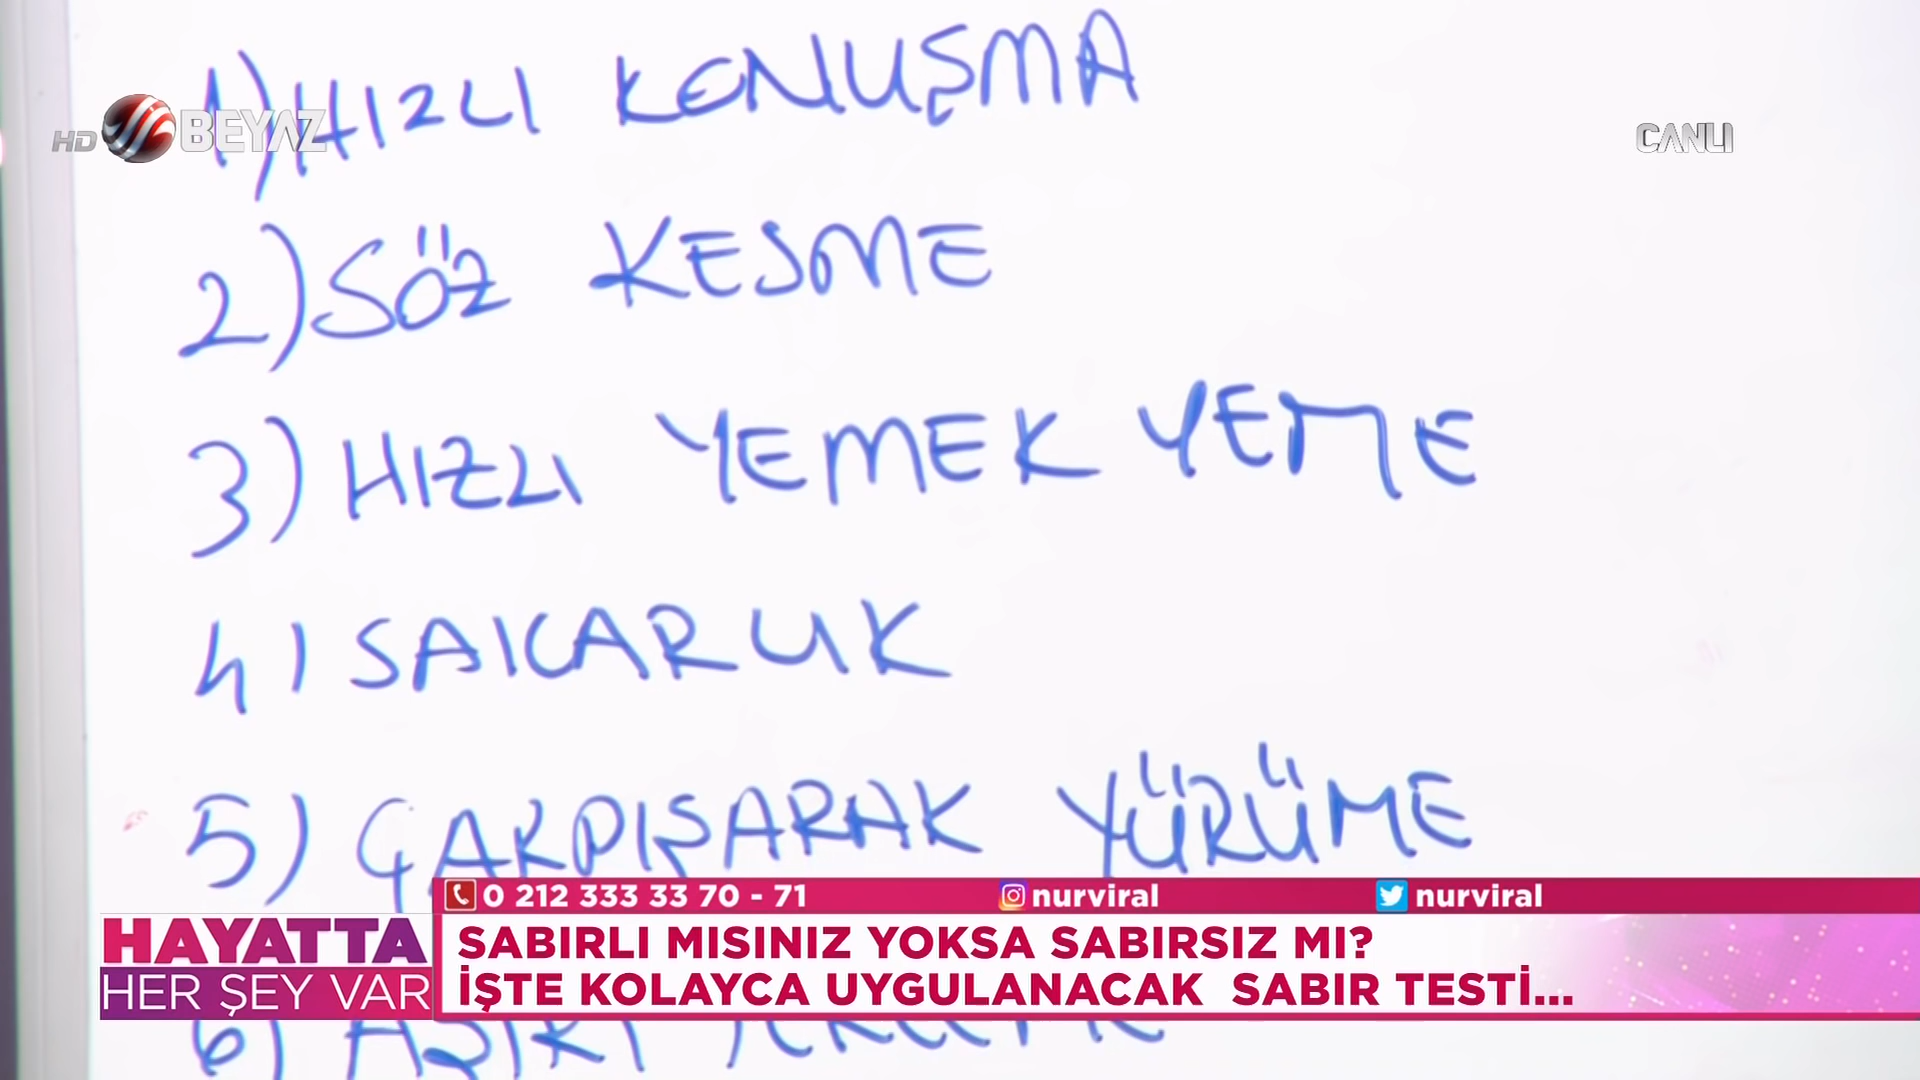 1) HIZLI KONUŞMA
HD BEYAZ
CANLI
2) SÖZ KESME
3) HIZLI YEMEK YEME
4) SAKARLIK
5) ÇARPIŞARAK YÜRÜME
0 212 333 33 70 - 71
nurviral
nurviral
HAYATTA
HER ŞEY VAR
SABIRLI MISINIZ YOKSA SABIRSIZ MI?
İŞTE KOLAYCA UYGULANACAK SABIR TESTİ...
6) AŞIRI